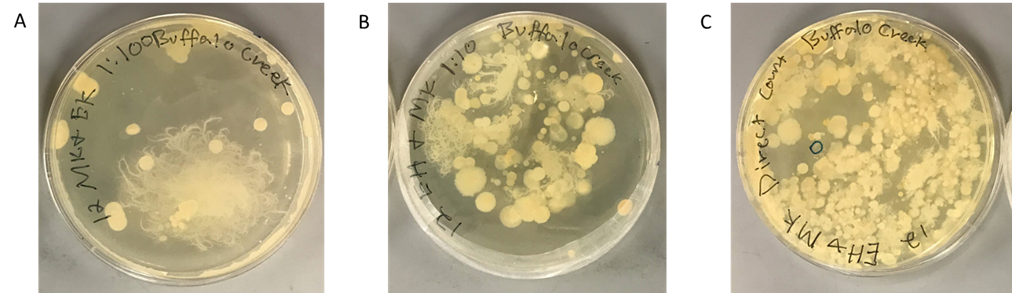 A
1:100 Buffalo Creek
12 MK+ EK
B
1:10 Buffalo Creek
12 EH + MK
C
Direct Count Buffalo Creek
12 EH + MK